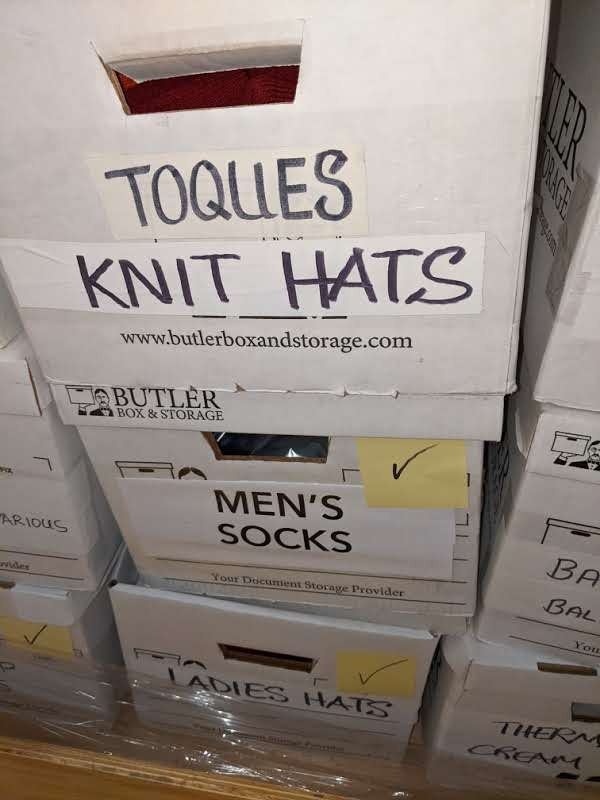 TOQUES
KNIT HATS
www.butlerboxandstorage.com
BUTLER
BOX & STORAGE
MEN'S
SOCKS
Your Document Storage Provider
LADIES HATS
BA
BAL
You
THERM
CREAM